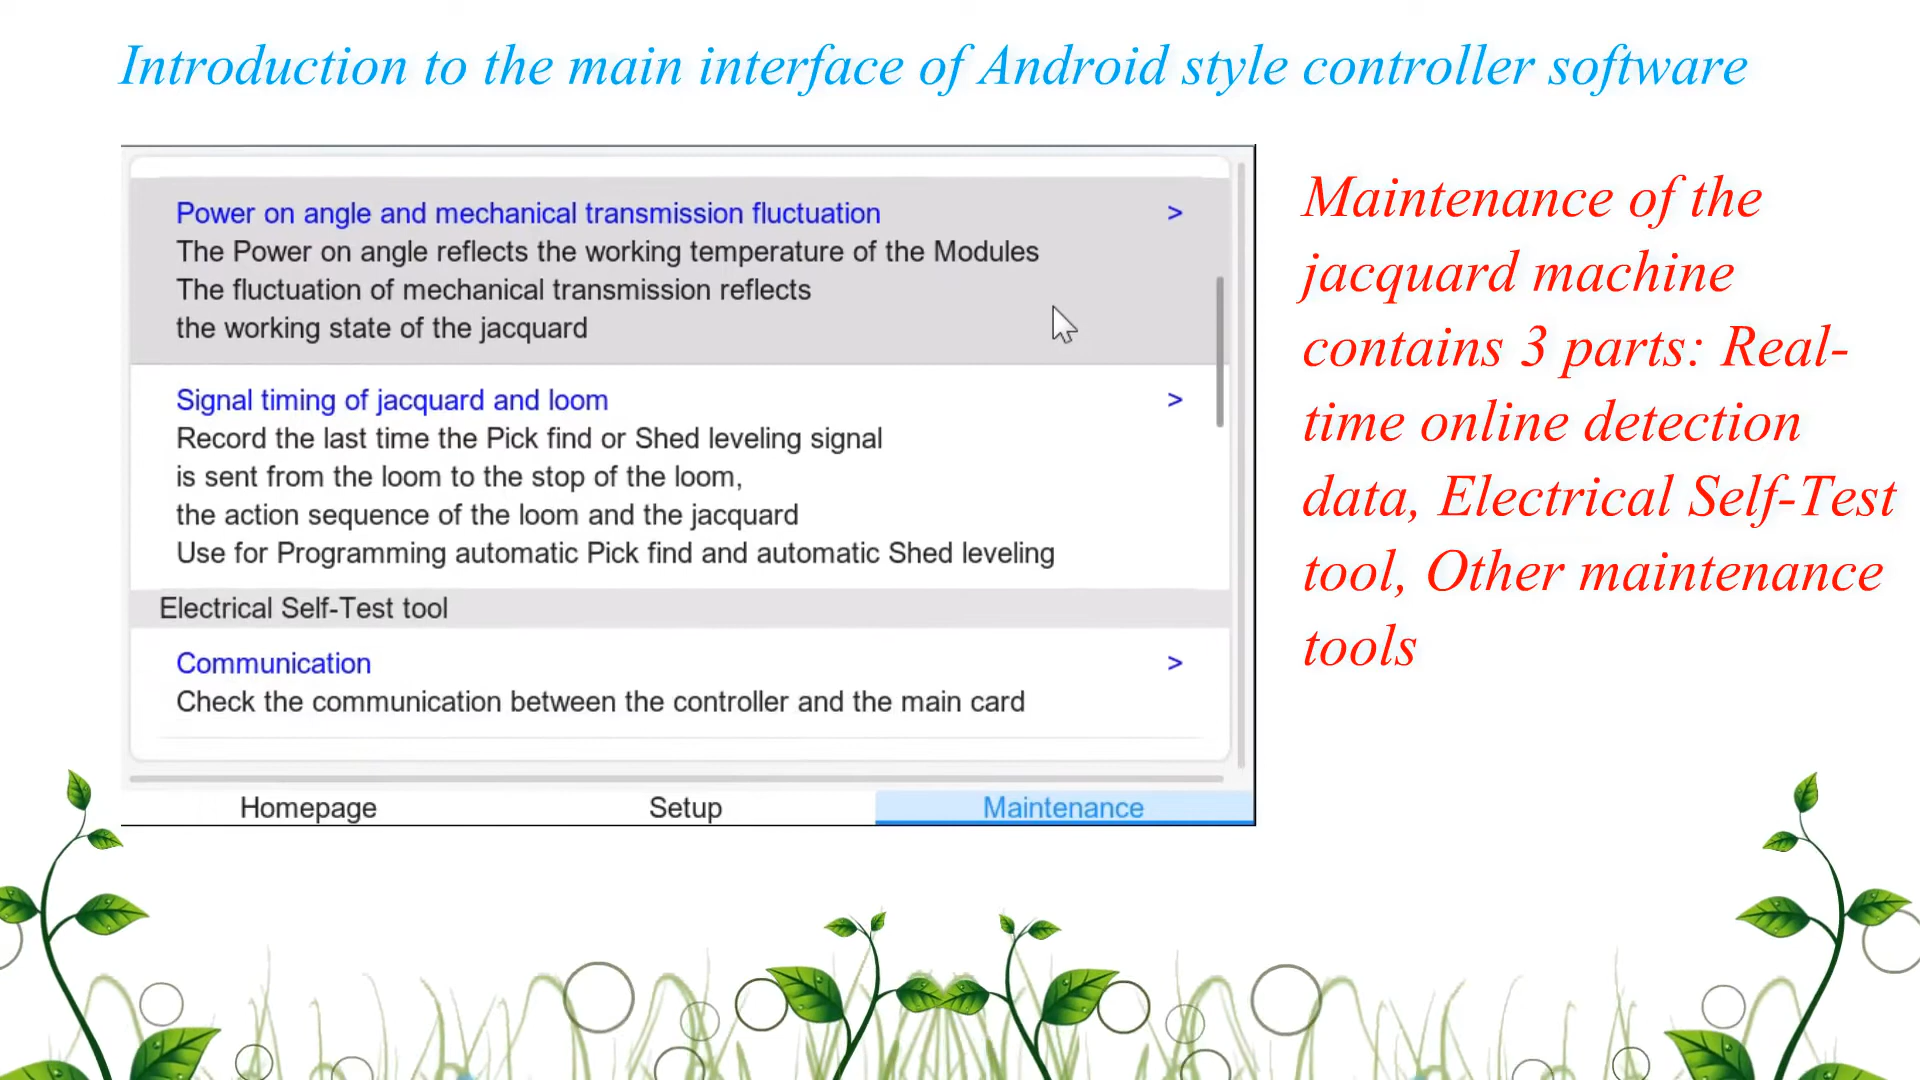 Introduction to the main interface of Android style controller software
Power on angle and mechanical transmission fluctuation >
The Power on angle reflects the working temperature of the Modules
The fluctuation of mechanical transmission reflects
the working state of the jacquard
Signal timing of jacquard and loom >
Record the last time the Pick find or Shed leveling signal
is sent from the loom to the stop of the loom,
the action sequence of the loom and the jacquard
Use for Programming automatic Pick find and automatic Shed leveling
Electrical Self-Test tool
Communication >
Check the communication between the controller and the main card
Homepage Setup Maintenance
Maintenance of the
jacquard machine
contains 3 parts: Real-
time online detection
data, Electrical Self-Test
tool, Other maintenance
tools